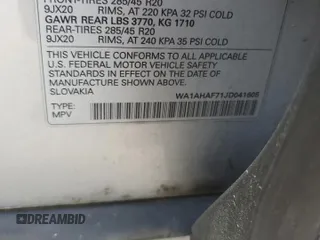 FRONT-TIRES 285/45 R20
9JX20 RIMS, AT 220 KPA 32 PSI COLD
GAWR REAR LBS 3770, KG 1710
REAR-TIRES 285/45 R20
9JX20 RIMS, AT 240 KPA 35 PSI COLD
THIS VEHICLE CONFORMS TO ALL APPLICABLE
U.S. FEDERAL MOTOR VEHICLE SAFETY
STANDARDS IN EFFECT ON THE DATE OF
MANUFACTURE SHOWN ABOVE.
SLOVAKIA WA1AHAF71JD041805
TYPE:
MPV
DREAMBID